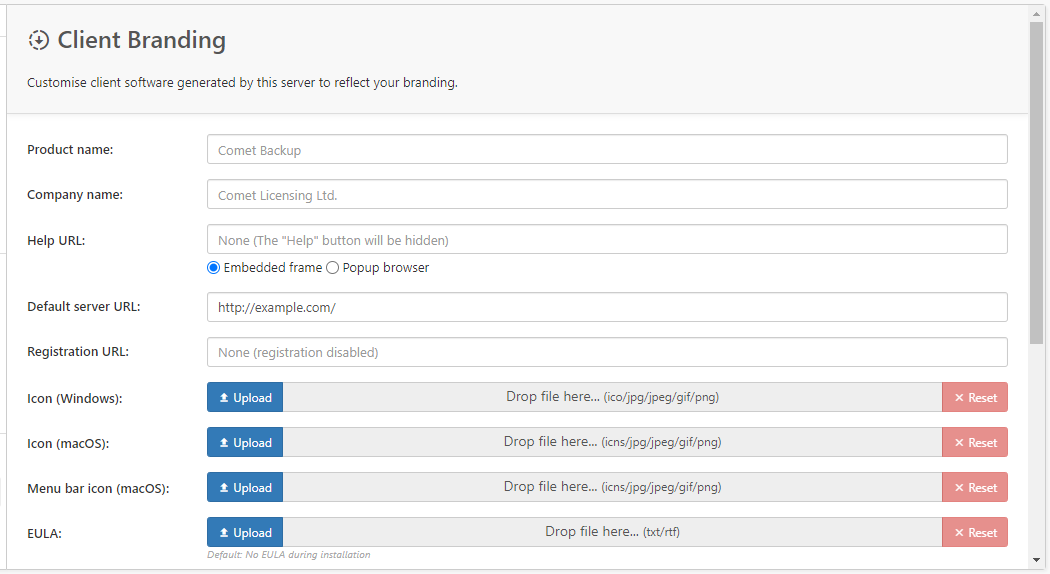 Client Branding
Customise client software generated by this server to reflect your branding.
Product name: Comet Backup
Company name: Comet Licensing Ltd.
Help URL: None (The "Help" button will be hidden)
Embedded frame Popup browser
Default server URL: http://example.com/
Registration URL: None (registration disabled)
Icon (Windows): Upload Drop file here... (ico/jpg/jpeg/gif/png) Reset
Icon (macOS): Upload Drop file here... (icns/jpg/jpeg/gif/png) Reset
Menu bar icon (macOS): Upload Drop file here... (icns/jpg/jpeg/gif/png) Reset
EULA: Upload Drop file here... (txt/rtf) Reset
Default: No EULA during installation